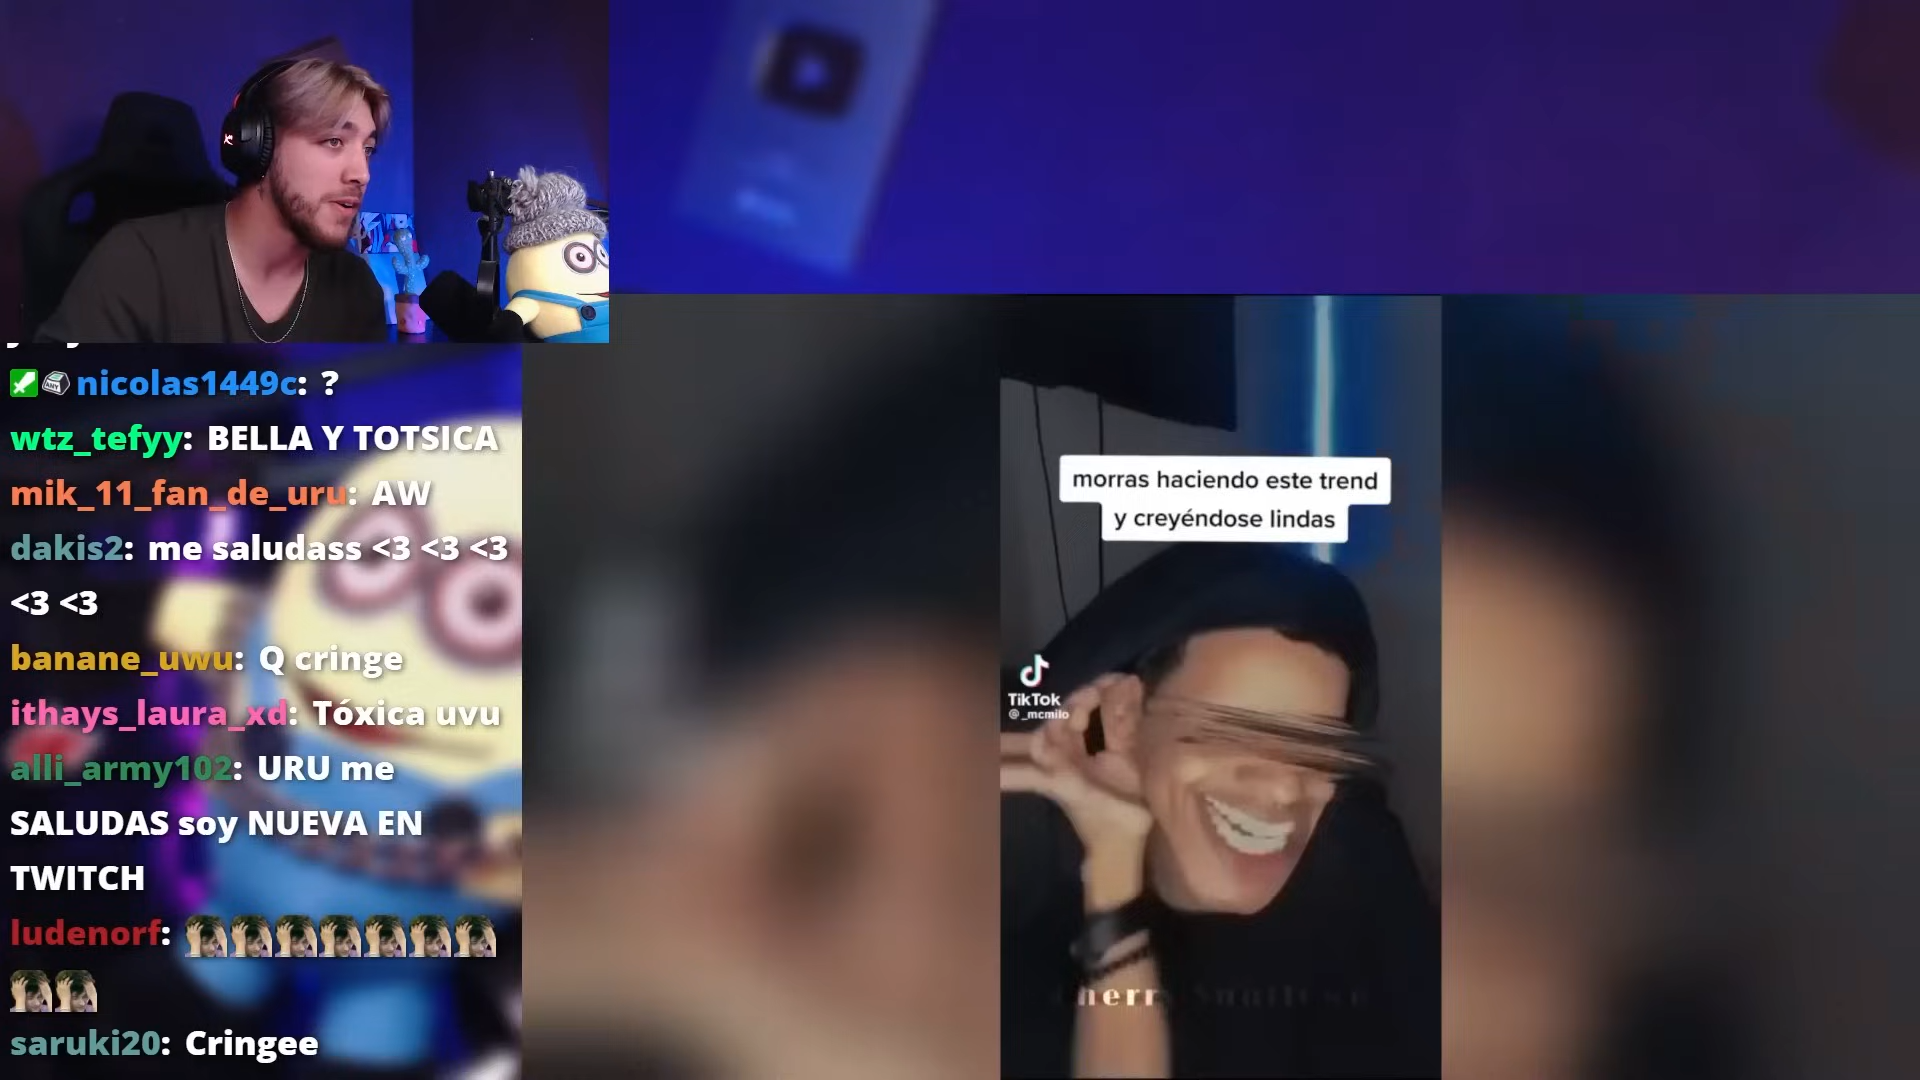 nicolas1449c: ?
wtz_tefyy: BELLA Y TOTSICA
mik_11_fan_de_uru: AW
dakis2: me saludass <3 <3 <3
<3 <3
banane_uwu: Q cringe
ithays_laura_xd: Tóxica uvu
alli_army102: URU me
SALUDAS soy NUEVA EN
TWITCH
ludenorf:
saruki20: Cringee
morras haciendo este trend
y creyéndose lindas
TikTok
@_mcmilo